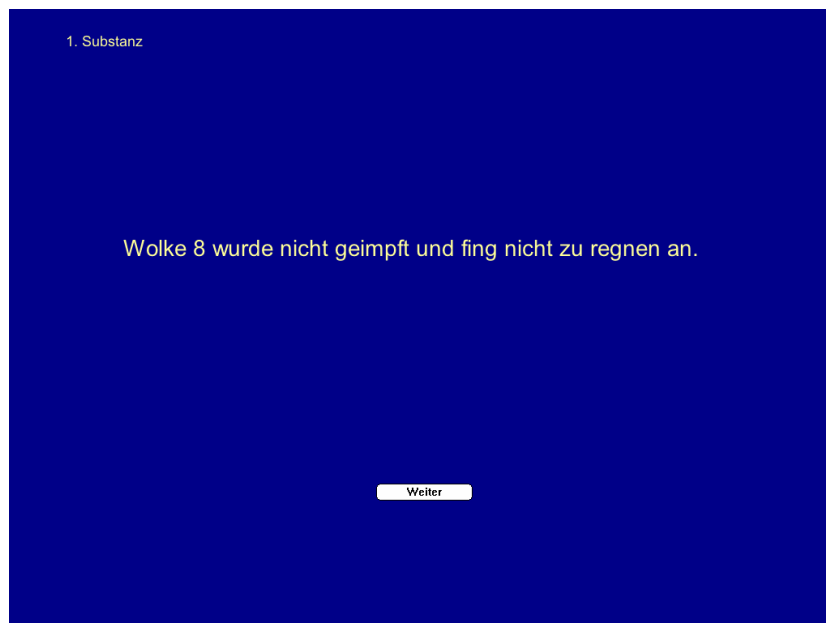 1. Substanz
Wolke 8 wurde nicht geimpft und fing nicht zu regnen an.
Weiter